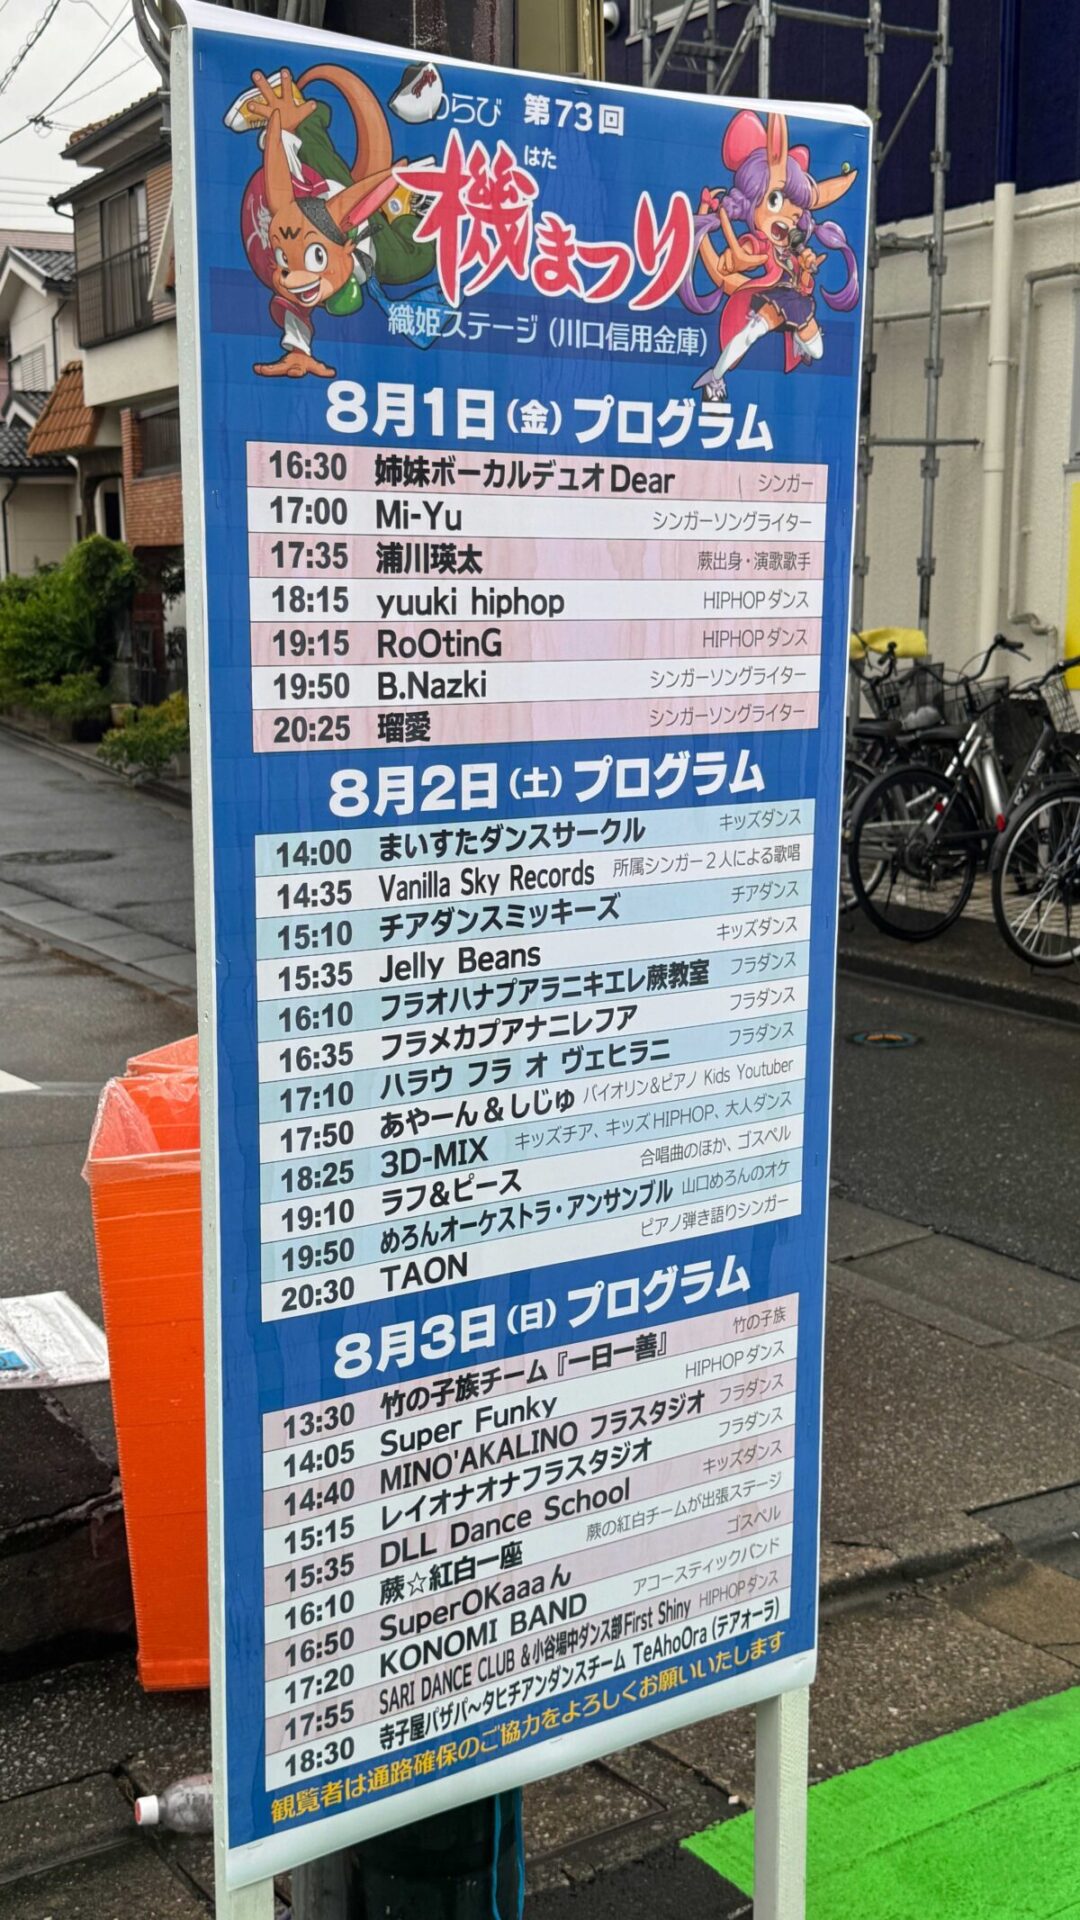 わらび 第73回
はた
機まつり
織姫ステージ（川口信用金庫）
W
8月1日（金）プログラム
16:30 姉妹ボーカルデュオDear シンガー
17:00 Mi-Yu シンガーソングライター
17:35 浦川瑛太 蕨出身・演歌歌手
18:15 yuuki hiphop HIPHOPダンス
19:15 RoOtinG HIPHOPダンス
19:50 B.Nazki シンガーソングライター
20:25 瑠愛 シンガーソングライター
8月2日（土）プログラム
14:00 まいすたダンスサークル キッズダンス
14:35 Vanilla Sky Records 所属シンガー2人による歌唱
15:10 チアダンスミッキーズ チアダンス
15:35 Jelly Beans キッズダンス
16:10 フラオハナプアラニキエレ蕨教室 フラダンス
16:35 フラメカプアナニレフア フラダンス
17:10 ハラウ フラ オ ヴェヒラニ フラダンス
17:50 あやーん＆しじゅ バイオリン&ピアノ Kids Youtuber
18:25 3D-MIX キッズチア、キッズHIPHOP、大人ダンス
19:10 ラフ&ピース 合唱曲のほか、ゴスペル
19:50 めろんオーケストラ・アンサンブル 山口めろんのオケ
20:30 TAON ピアノ弾き語りシンガー
8月3日（日）プログラム
13:30 竹の子族チーム『一日一善』 竹の子族
14:05 Super Funky HIPHOPダンス
14:40 MINO'AKALINO フラスタジオ フラダンス
15:15 レイオナオナフラスタジオ フラダンス
15:35 DLL Dance School キッズダンス
16:10 蕨☆紅白一座 蕨の紅白チームが出張ステージ
16:50 SuperOKaaaん ゴスペル
17:20 KONOMI BAND アコースティックバンド
17:55 SARI DANCE CLUB ＆小谷場中ダンス部First Shiny HIPHOPダンス
18:30 寺子屋バザパ〜タヒチアンダンスチーム TeAhoOra（テアオーラ）
観覧者は通路確保のご協力をよろしくお願いいたします